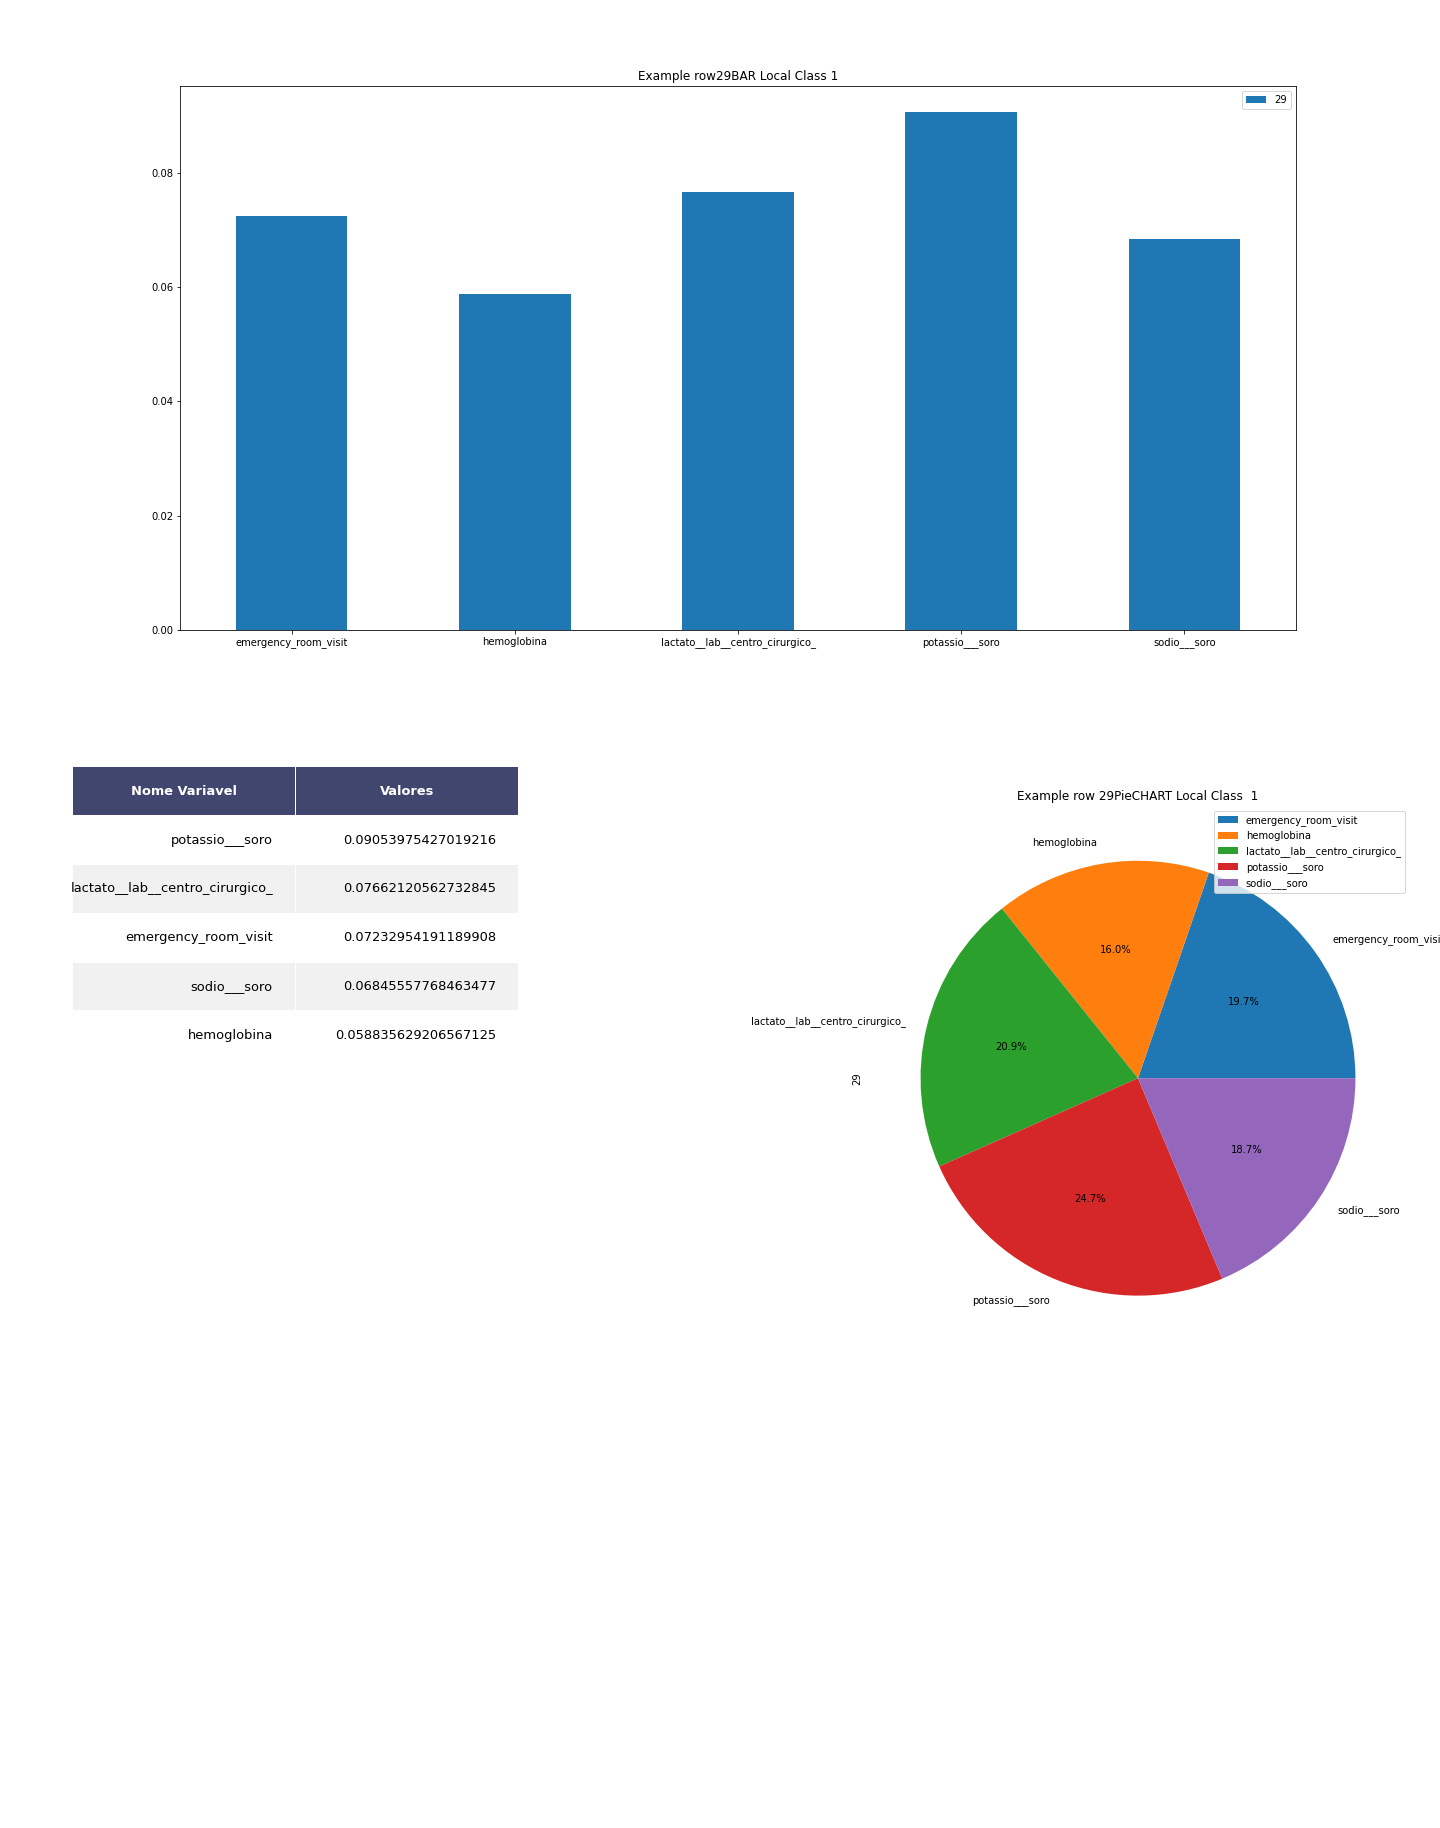 Example row29BAR Local Class 1
29
0.08
0.06
0.04
0.02
0.00
emergency_room_visit hemoglobina lactato__lab__centro_cirurgico_ potassio___soro sodio___soro
Nome Variavel Valores
potassio___soro 0.09053975427019216
lactato__lab__centro_cirurgico_ 0.07662120562732845
emergency_room_visit 0.07232954191189908
sodio___soro 0.06845557768463477
hemoglobina 0.058835629206567125
Example row 29PieCHART Local Class  1
emergency_room_visit
hemoglobina
lactato__lab__centro_cirurgico_
potassio___soro
sodio___soro
hemoglobina
emergency_room_visi
16.0%
19.7%
lactato__lab__centro_cirurgico_
20.9%
29
18.7%
24.7%
sodio___soro
potassio___soro